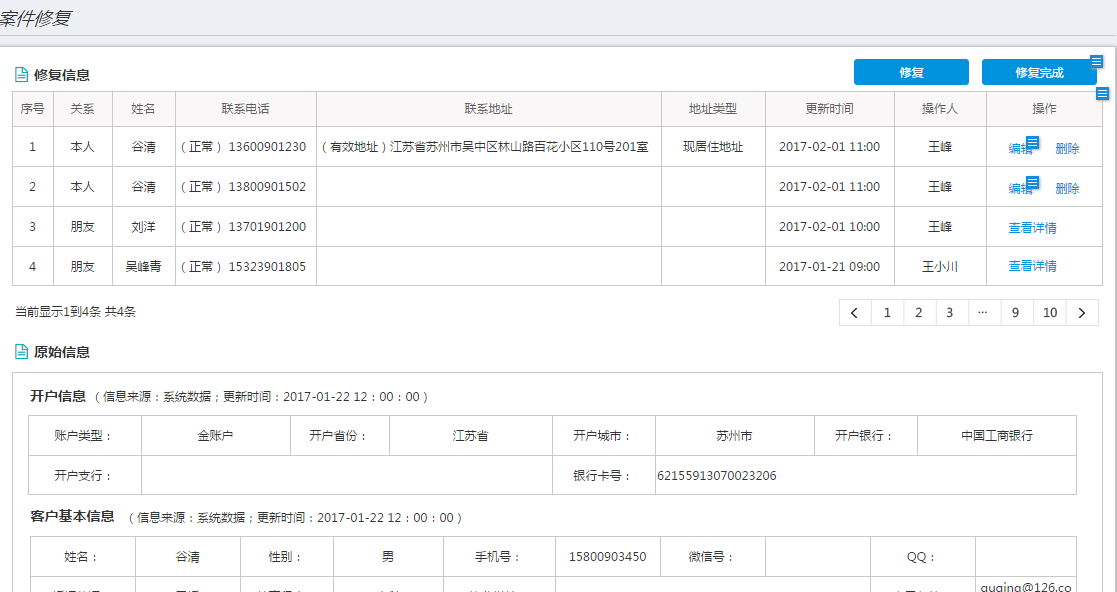 案件修复
修复信息
修复 修复完成
序号 关系 姓名 联系电话 联系地址 地址类型 更新时间 操作人 操作
1 本人 谷清 （正常）13600901230 （有效地址）江苏省苏州市吴中区林山路百花小区110号201室 现居住地址 2017-02-01 11:00 王峰 编辑 删除
2 本人 谷清 （正常）13800901502 2017-02-01 11:00 王峰 编辑 删除
3 朋友 刘洋 （正常）13701901200 2017-02-01 10:00 王峰 查看详情
4 朋友 吴峰青 （正常）15323901805 2017-01-21 09:00 王小川 查看详情
当前显示1到4条 共4条
< 1 2 3 ... 9 10 >
原始信息
开户信息 （信息来源：系统数据；更新时间：2017-01-22 12：00：00）
账户类型： 金账户 开户省份： 江苏省 开户城市： 苏州市 开户银行： 中国工商银行
开户支行： 银行卡号： 62155913070023206
客户基本信息 （信息来源：系统数据；更新时间：2017-01-22 12：00：00）
姓名： 谷清 性别： 男 手机号： 15800903450 微信号： QQ：
guqing@126.co